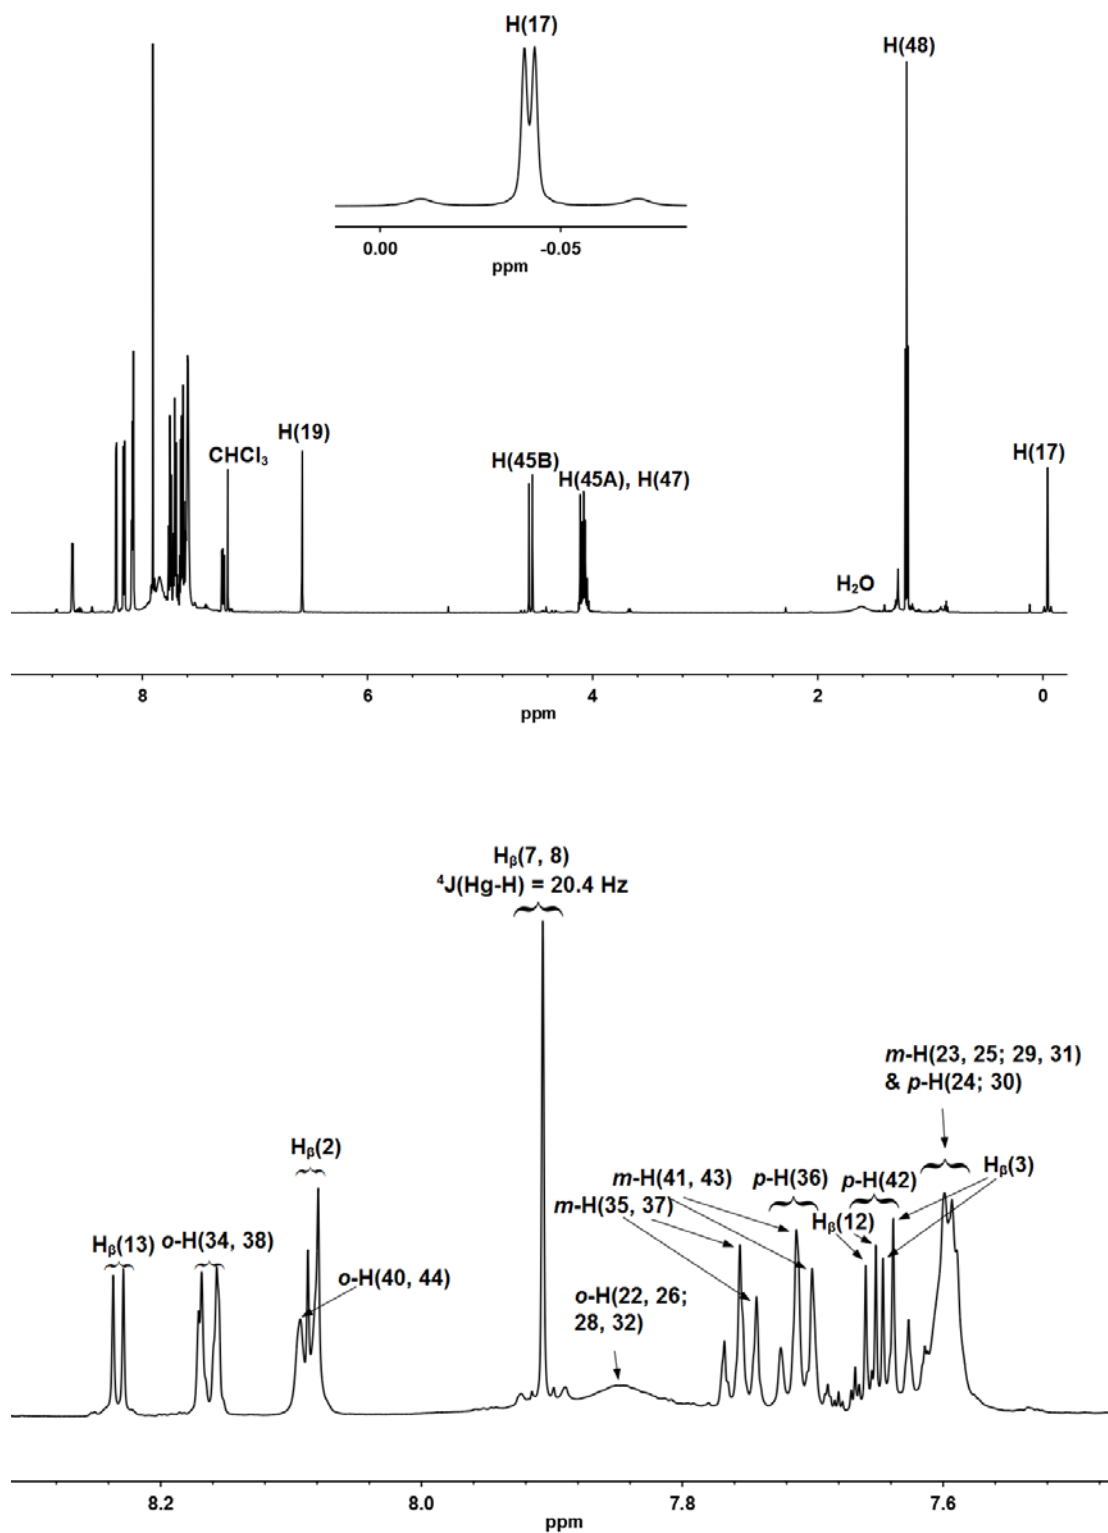 H(17)
0.00 -0.05
ppm
H(48)
H(19)
CHCl₃
H(45B)
H(45A), H(47)
H₂O
H(17)
8 6 4 2 0
ppm
Hᵦ(7, 8)
⁴J(Hg-H) = 20.4 Hz
m-H(23, 25; 29, 31)
& p-H(24; 30)
Hᵦ(2)
m-H(41, 43) p-H(36) p-H(42) Hᵦ(3)
m-H(35, 37)
Hᵦ(12)
Hᵦ(13) o-H(34, 38)
o-H(40, 44)
o-H(22, 26;
28, 32)
8.2 8.0 7.8 7.6
ppm